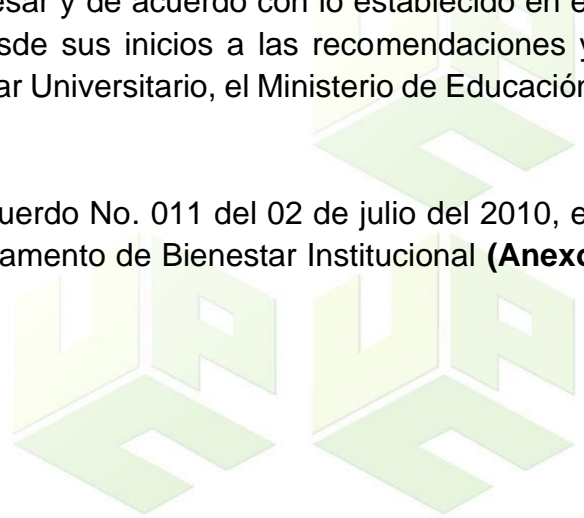 esar y de acuerdo con lo establecido en e
sde sus inicios a las recomendaciones y
ar Universitario, el Ministerio de Educación
uerdo No. 011 del 02 de julio del 2010, e
amento de Bienestar Institucional (Anexo